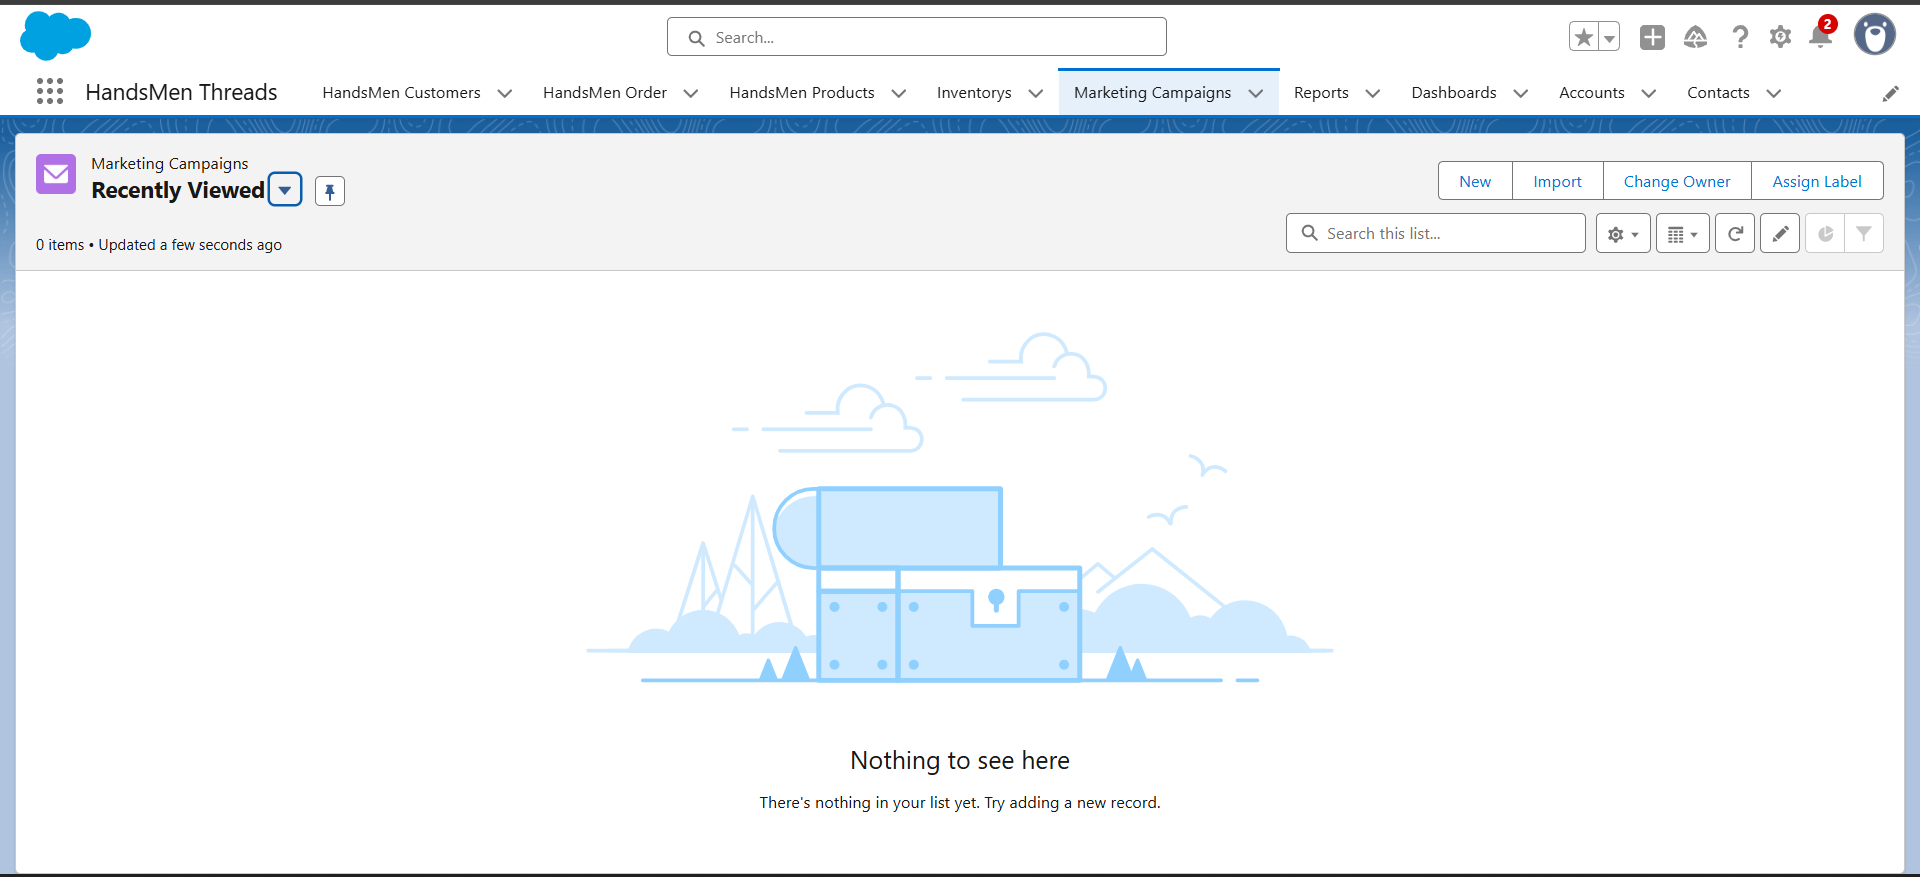 Search...
2
HandsMen Threads
HandsMen Customers
HandsMen Order
HandsMen Products
Inventorys
Marketing Campaigns
Reports
Dashboards
Accounts
Contacts
Marketing Campaigns
Recently Viewed
New
Import
Change Owner
Assign Label
0 items • Updated a few seconds ago
Search this list...
Nothing to see here
There's nothing in your list yet. Try adding a new record.